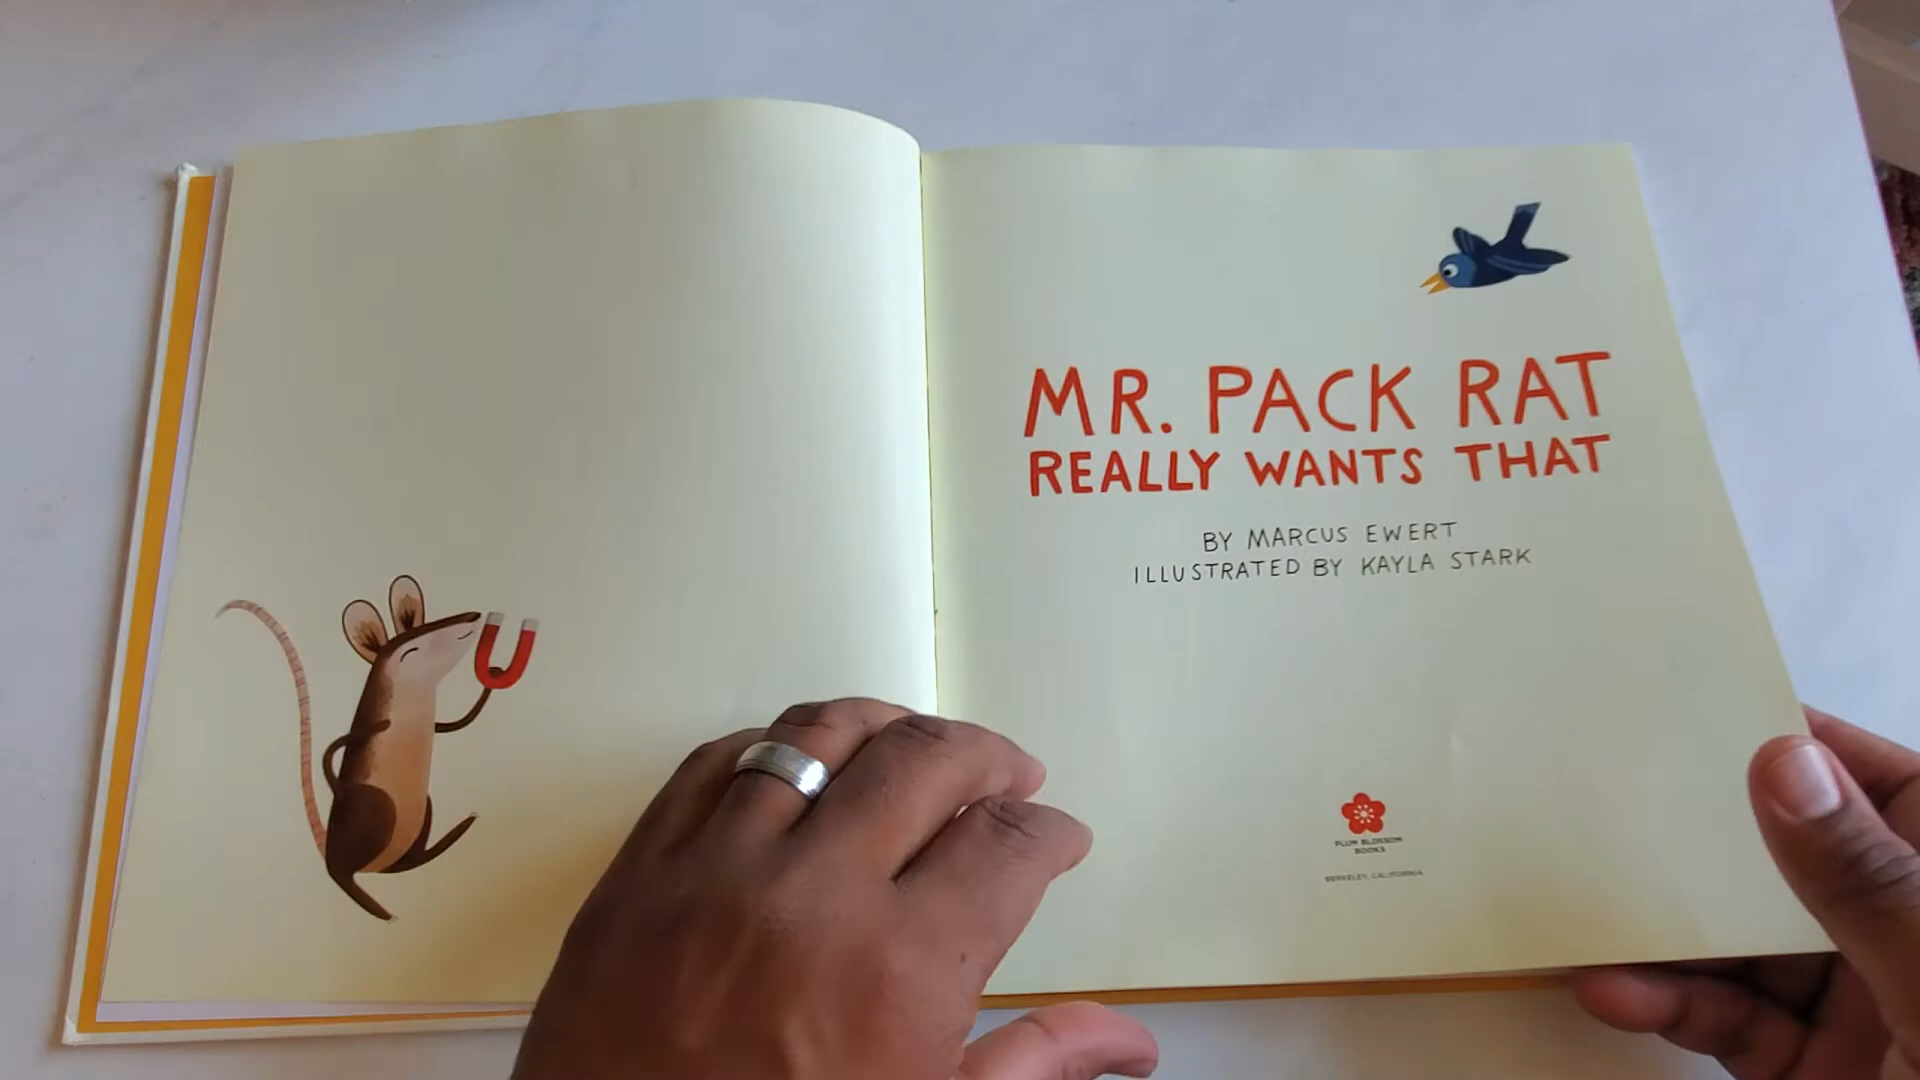 MR. PACK RAT
REALLY WANTS THAT
BY MARCUS EWERT
ILLUSTRATED BY KAYLA STARK
PLUM BLOSSOM
BOOKS
BERKELEY, CALIFORNIA